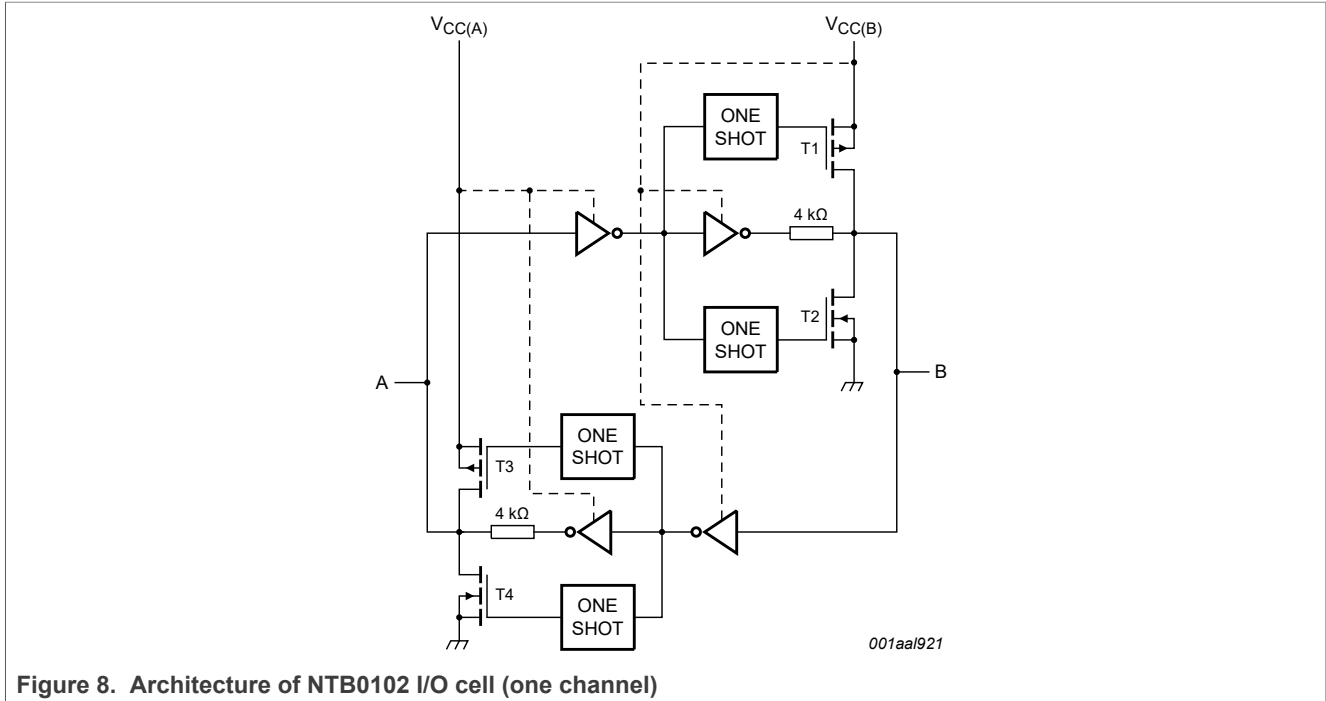 VCC(A)
VCC(B)
ONE
SHOT
T1
4 kΩ
ONE
SHOT
T2
A
B
ONE
SHOT
T3
4 kΩ
T4
ONE
SHOT
001aal921
Figure 8. Architecture of NTB0102 I/O cell (one channel)